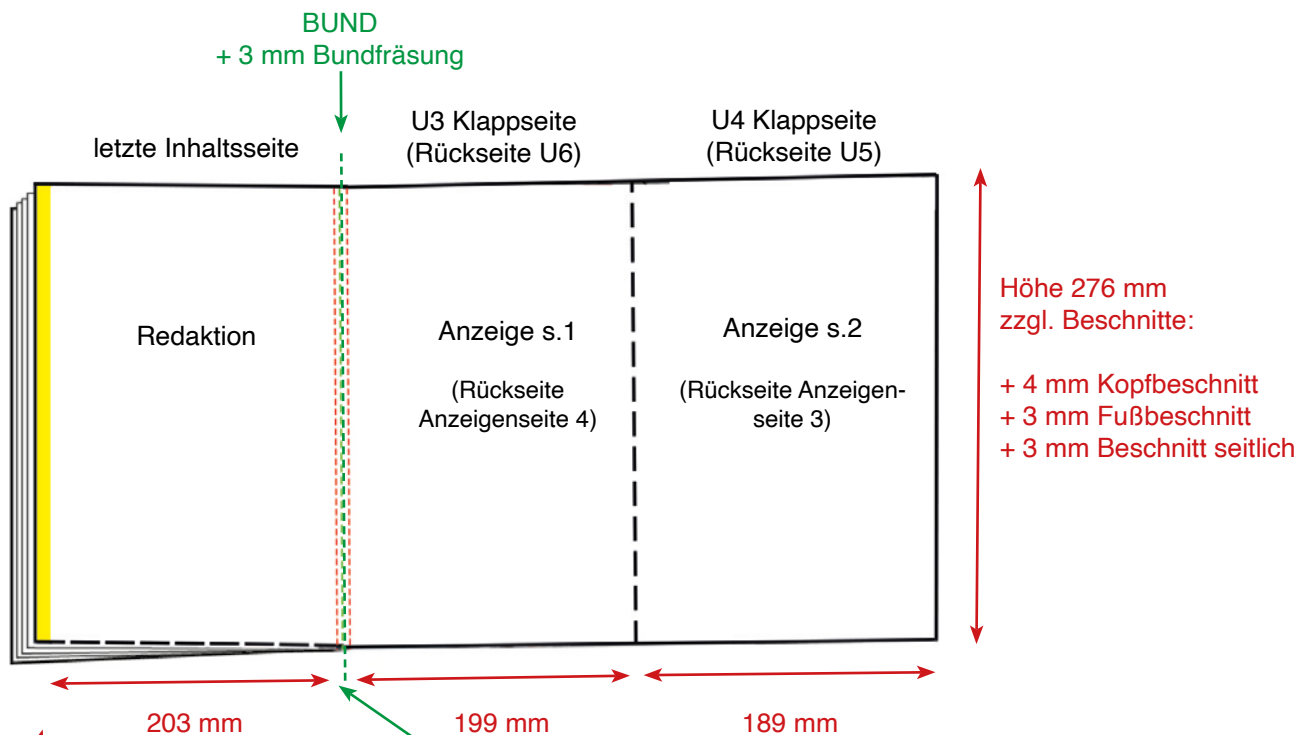 BUND
+ 3 mm Bundfräsung
letzte Inhaltsseite
U3 Klappseite
(Rückseite U6)
U4 Klappseite
(Rückseite U5)
Redaktion
Anzeige s.1
(Rückseite
Anzeigenseite 4)
Anzeige s.2
(Rückseite Anzeigen-
seite 3)
Höhe 276 mm
zzgl. Beschnitte:
+ 4 mm Kopfbeschnitt
+ 3 mm Fußbeschnitt
+ 3 mm Beschnitt seitlich
203 mm
199 mm
189 mm